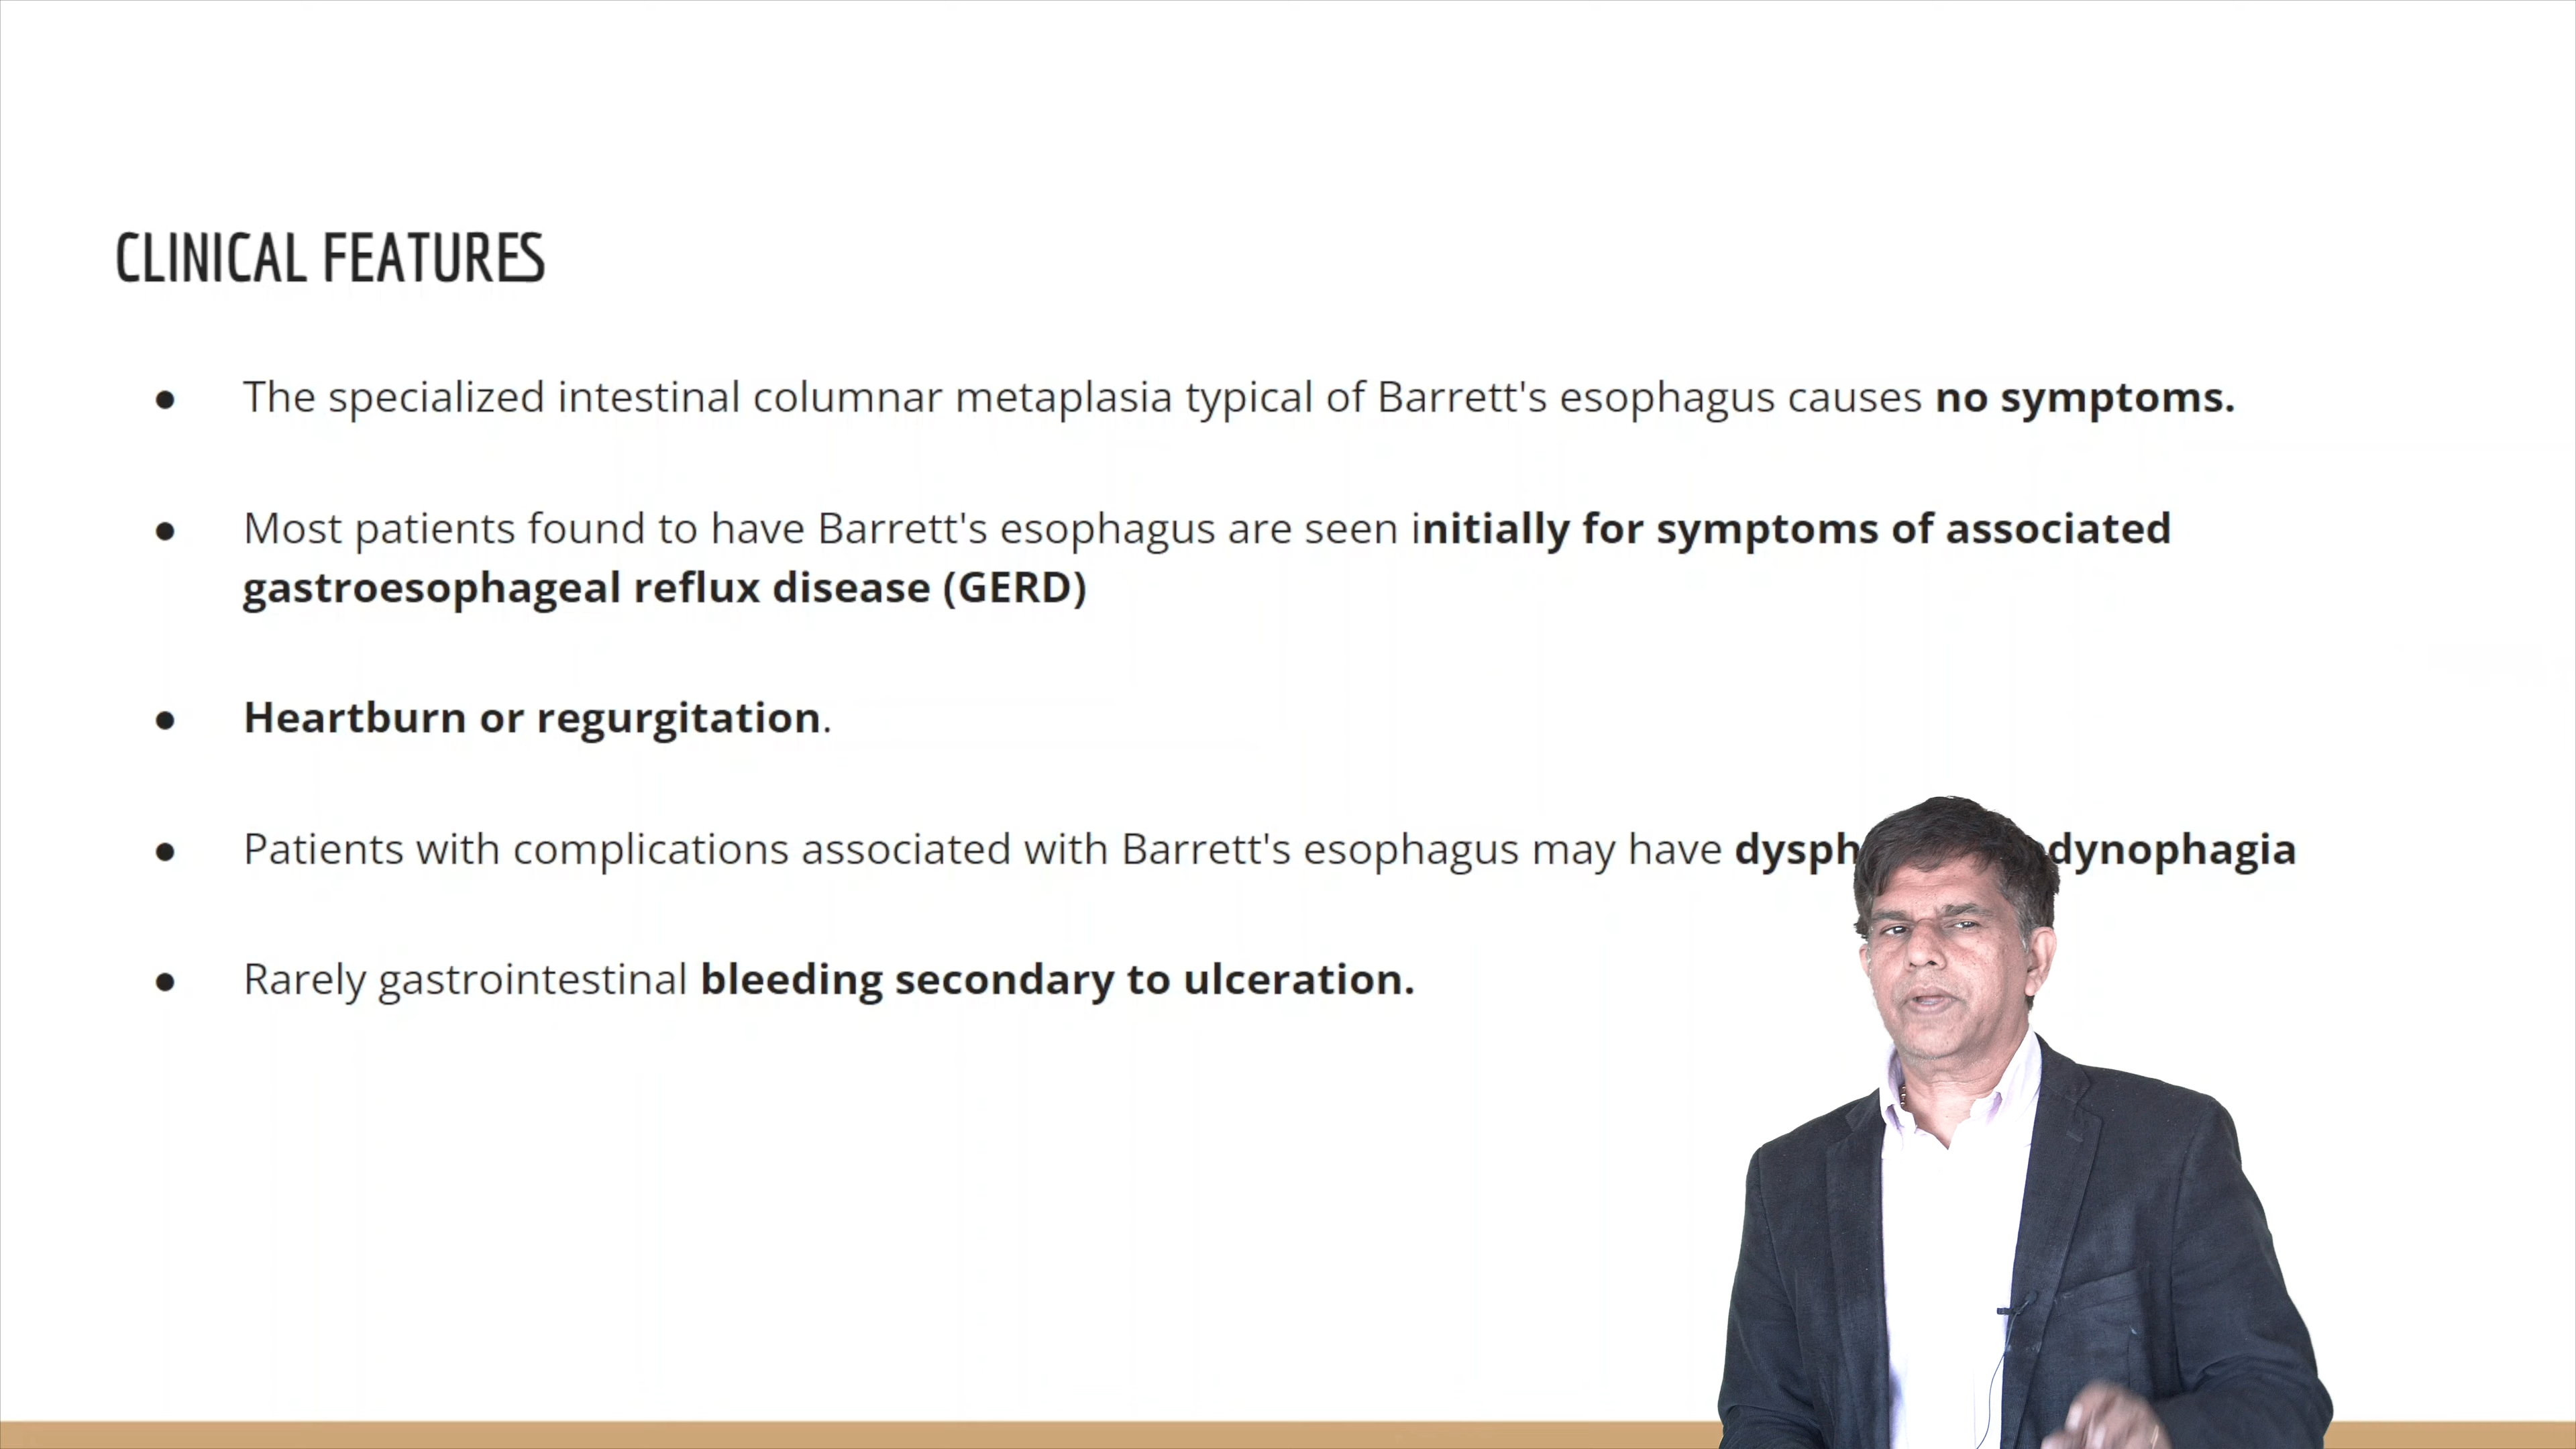 CLINICAL FEATURES
● The specialized intestinal columnar metaplasia typical of Barrett's esophagus causes no symptoms.
● Most patients found to have Barrett's esophagus are seen initially for symptoms of associated
gastroesophageal reflux disease (GERD)
● Heartburn or regurgitation.
● Patients with complications associated with Barrett's esophagus may have
● Rarely gastrointestinal bleeding secondary to ulceration.